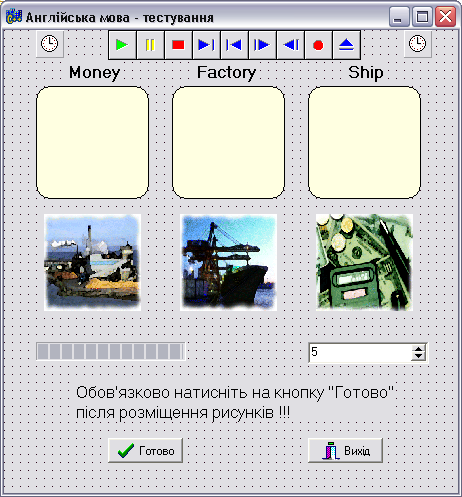 Англійська мова - тестування
Money Factory Ship
5
Обов'язково натисніть на кнопку "Готово"
після розміщення рисунків !!!
Готово Вихід